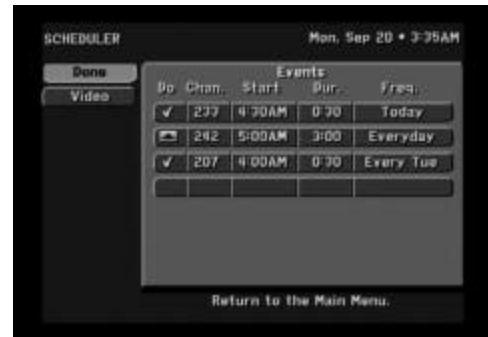 SCHEDULER Mon, Sep 20 • 3:35AM
Done
Video
Events
Do Chan. Start Dur. Freq.
✓ 233 4:30AM 0:30 Today
242 5:00AM 3:00 Everyday
✓ 207 4:00AM 0:30 Every Tue
Return to the Main Menu.